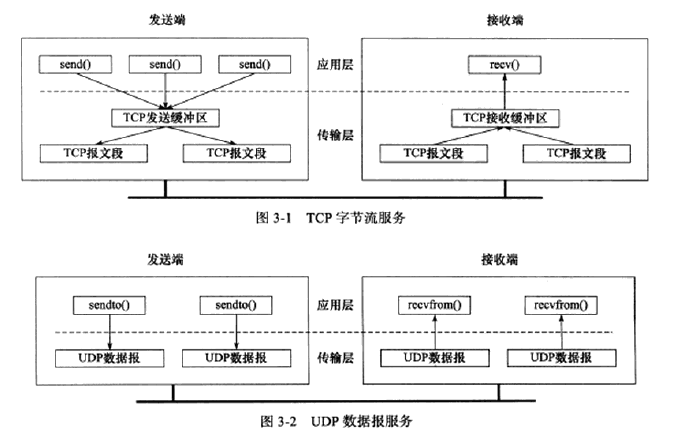 发送端 接收端
send() send() send() 应用层 recv()
TCP发送缓冲区 TCP接收缓冲区
传输层
TCP报文段 TCP报文段 TCP报文段 TCP报文段
图 3-1 TCP 字节流服务
发送端 接收端
sendto() sendto() 应用层 recvfrom() recvfrom()
UDP数据报 UDP数据报 传输层 UDP数据报 UDP数据报
图 3-2 UDP 数据报服务